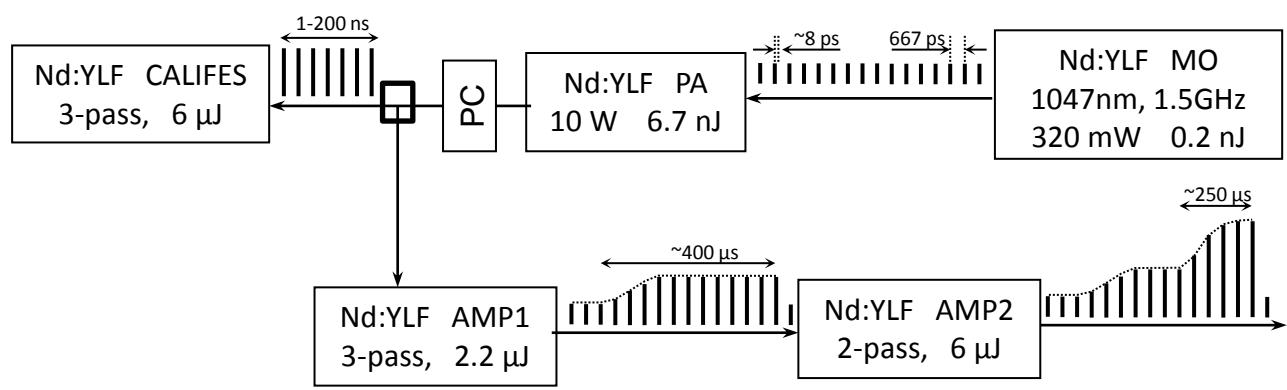 1-200 ns
Nd:YLF CALIFES
3-pass, 6 µJ
PC
Nd:YLF PA
10 W 6.7 nJ
~8 ps
667 ps
Nd:YLF MO
1047nm, 1.5GHz
320 mW 0.2 nJ
~400 µs
~250 µs
Nd:YLF AMP1
3-pass, 2.2 µJ
Nd:YLF AMP2
2-pass, 6 µJ